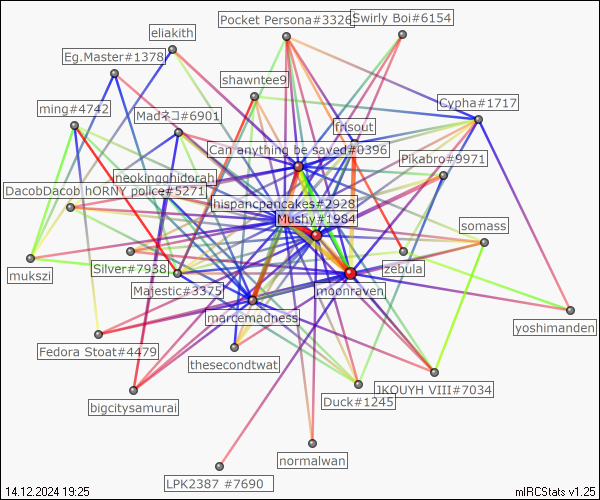 Pocket Persona#3326
Swirly Boi#6154
eliakith
Eg.Master#1378
shawntee9
ming#4742
Madネコ#6901
Cypha#1717
frisout
Can anything be saved#0396
Pikabro#9971
neokingghidorah
DacobDacob hORNY police#5271
hispancpancakes#2928
Mushy#1984
somass
mukszi
Silver#7938
zebula
Majestic#3375
moonraven
marcemadness
yoshimanden
Fedora Stoat#4479
thesecondtwat
JKOUYH VIII#7034
Duck#1245
bigcitysamurai
normalwan
LPK2387 #7690
14.12.2024 19:25
mIRCStats v1.25